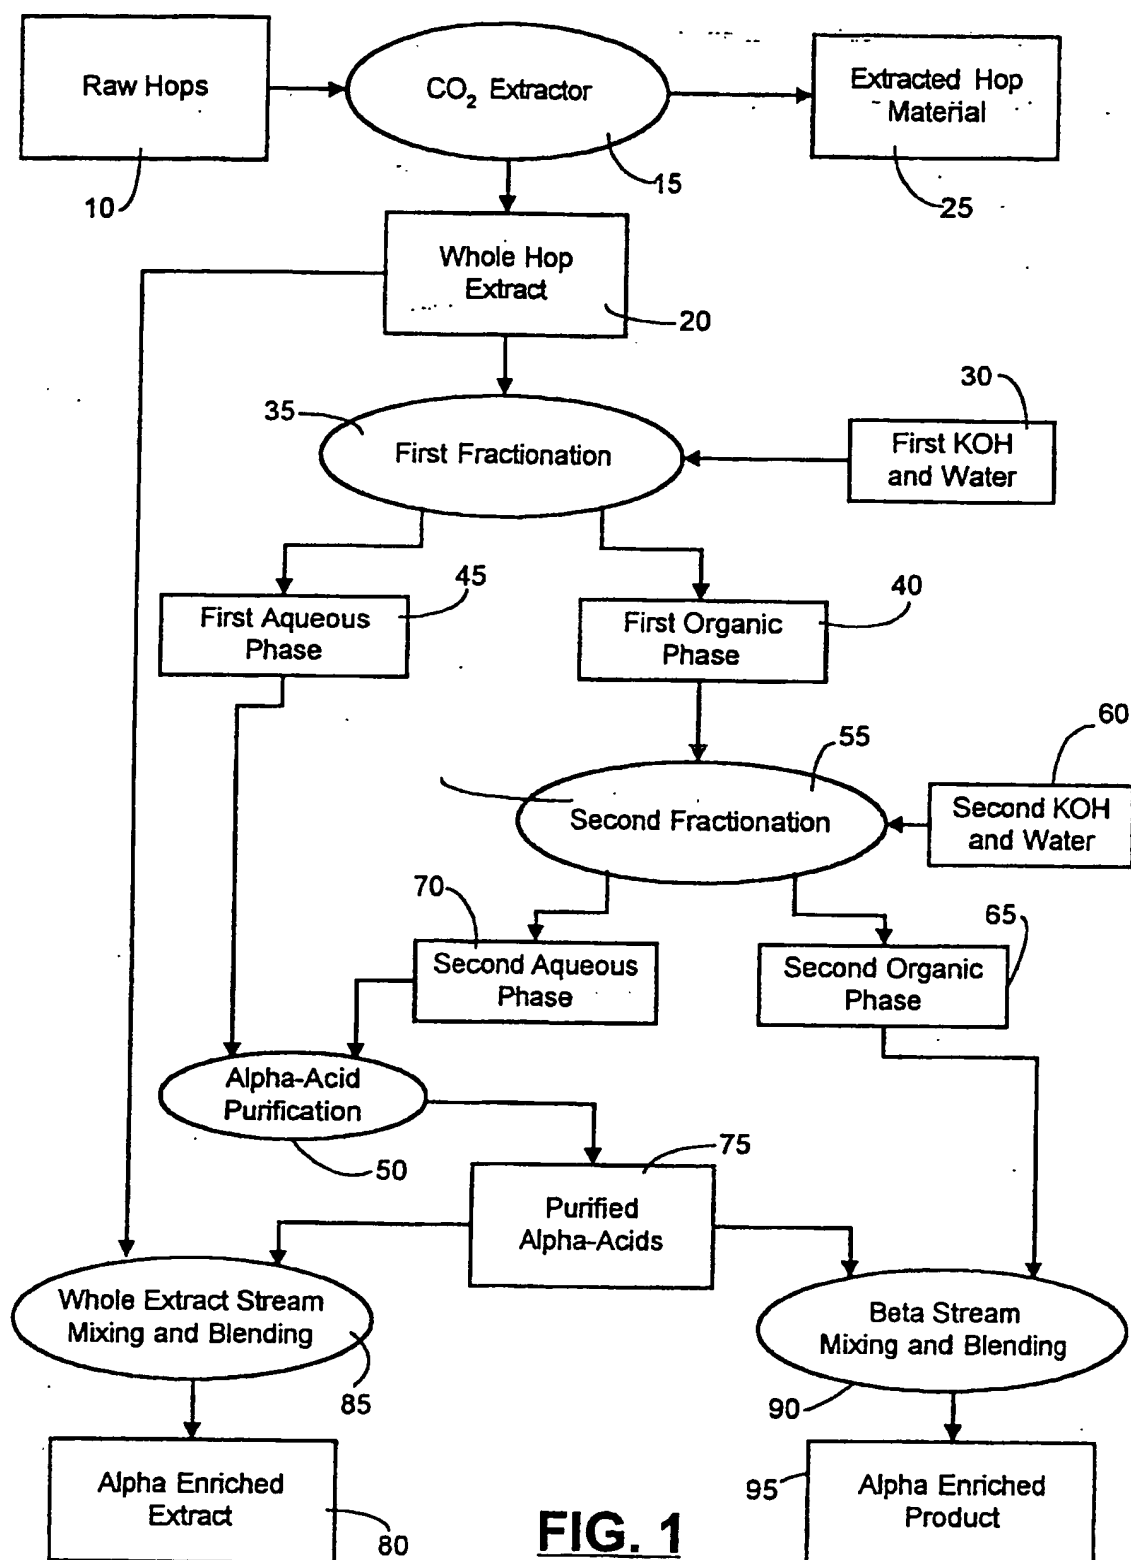 Raw Hops
CO2 Extractor
Extracted Hop
Material
10
15
25
Whole Hop
Extract
20
30
35
First Fractionation
First KOH
and Water
45
40
First Aqueous
Phase
First Organic
Phase
55
60
Second Fractionation
Second KOH
and Water
70
65
Second Aqueous
Phase
Second Organic
Phase
Alpha-Acid
Purification
50
75
Purified
Alpha-Acids
Whole Extract Stream
Mixing and Blending
85
Beta Stream
Mixing and Blending
90
Alpha Enriched
Extract
80
95
Alpha Enriched
Product
FIG. 1